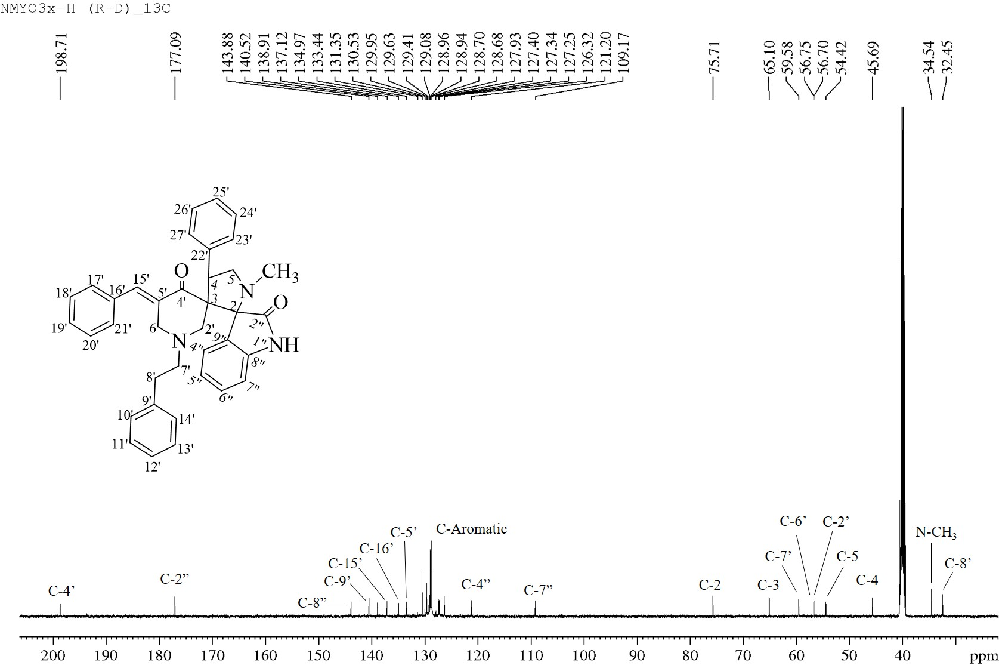 NMYO3x-H (R-D)_13C
198.71
177.09
143.88
140.52
138.91
137.12
134.97
133.44
131.35
130.53
129.95
129.63
129.41
129.08
128.96
128.94
128.70
128.68
127.93
127.40
127.34
127.25
126.32
121.20
109.17
75.71
65.10
59.58
56.75
56.70
54.42
45.69
34.54
32.45
25'
26'
24'
27'
23'
22'
O
CH3
17'
15'
5
18'
16'
5'
4
N
4'
3
2
O
19'
21'
6'
2'
2"
20'
9"
1"
N
4"
NH
8"
7'
8'
5"
7"
6"
9'
10'
14'
11'
13'
12'
C-4'
C-2"
C-8"
C-9'
C-15'
C-16'
C-5'
C-Aromatic
C-4"
C-7"
C-2
C-3
C-7'
C-6'
C-2'
C-5
C-4
N-CH3
C-8'
200 190 180 170 160 150 140 130 120 110 100 90 80 70 60 50 40 ppm